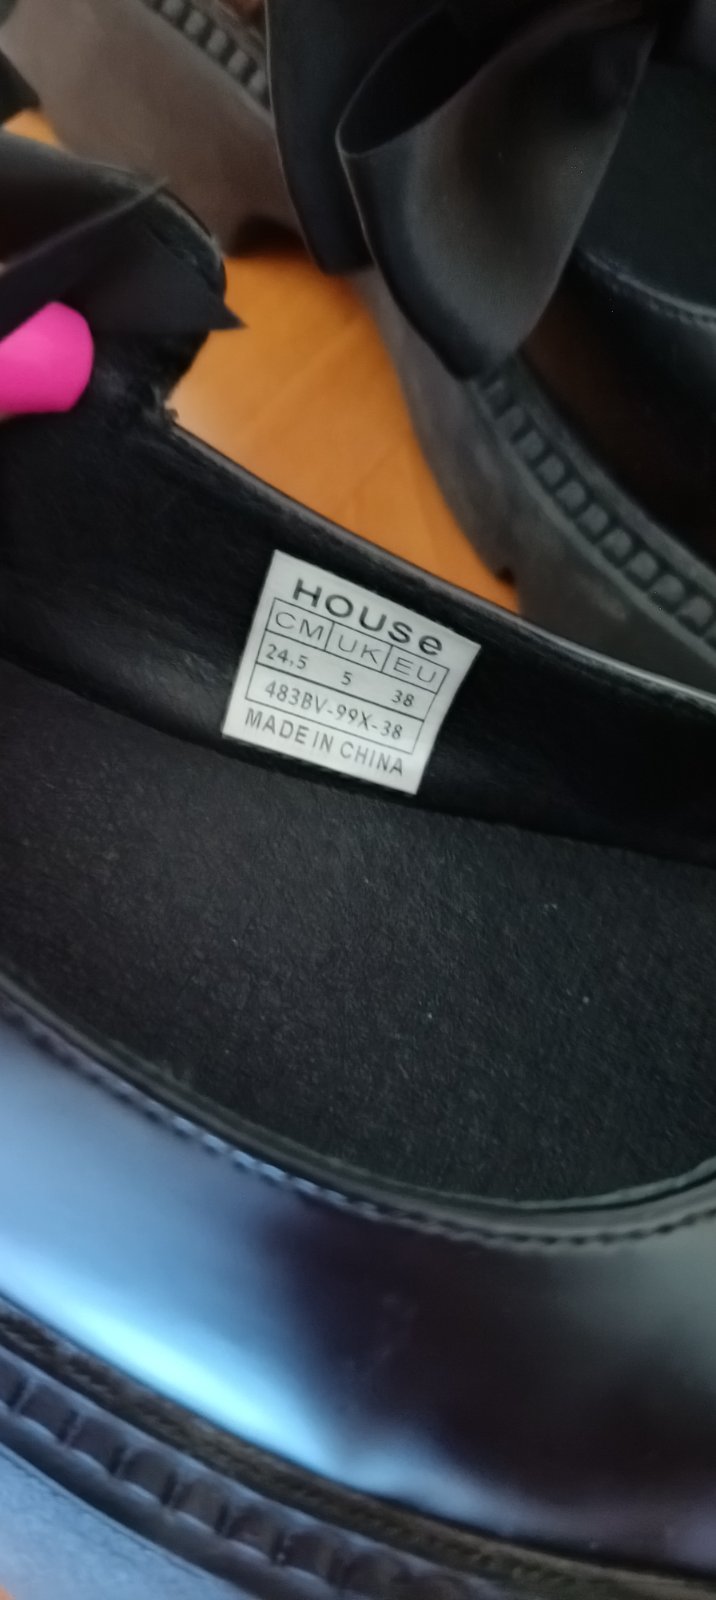 HOUSe
CM UK EU
24,5 5 38
483BV-99X-38
MADE IN CHINA